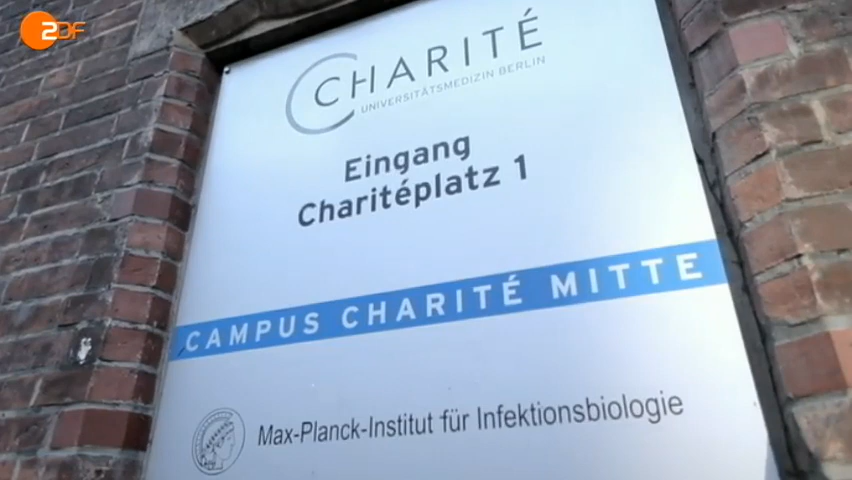 ZDF
CHARITÉ
UNIVERSITÄTSMEDIZIN BERLIN
Eingang
Charitéplatz 1
CAMPUS CHARITÉ MITTE
Max-Planck-Institut für Infektionsbiologie